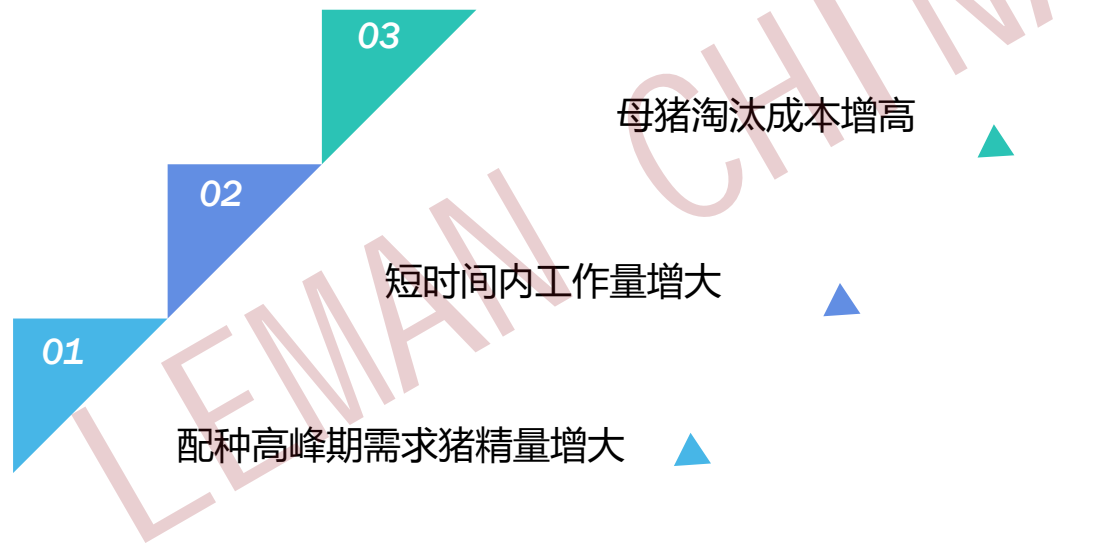 03
母猪淘汰成本增高
02
短时间内工作量增大
01
配种高峰期需求猪精量增大
LEMAN CHINA